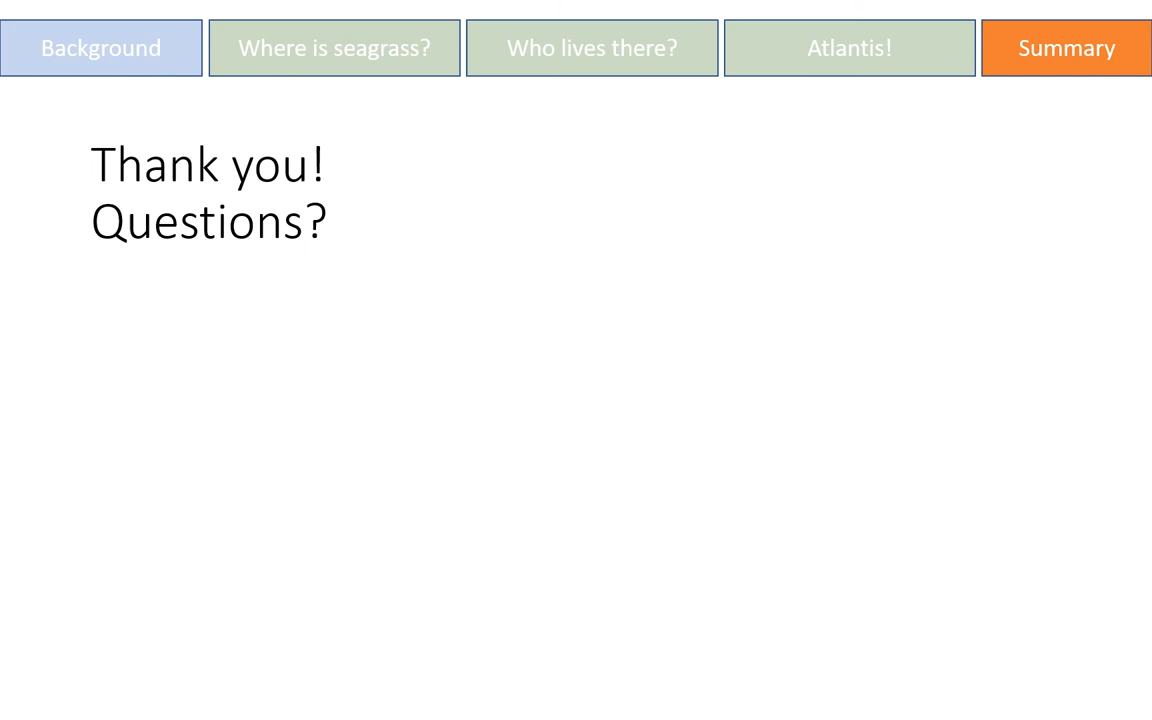 Background
Where is seagrass?
Who lives there?
Atlantis!
Summary
Thank you!
Questions?